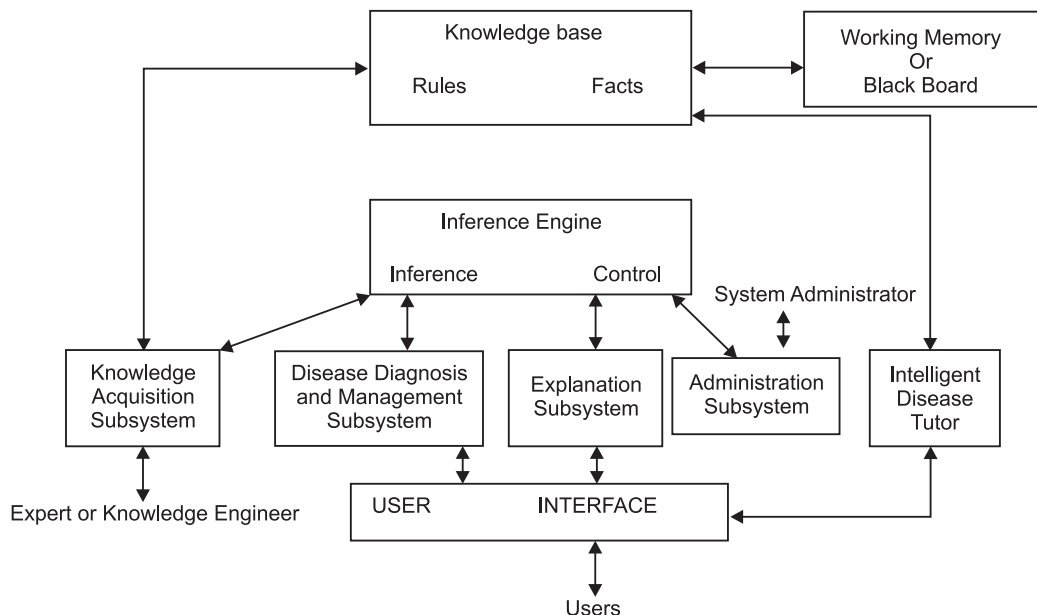 Knowledge base
Rules Facts
Working Memory
Or
Black Board
Inference Engine
Inference Control
System Administrator
Knowledge
Acquisition
Subsystem
Disease Diagnosis
and Management
Subsystem
Explanation
Subsystem
Administration
Subsystem
Intelligent
Disease
Tutor
Expert or Knowledge Engineer
USER INTERFACE
Users